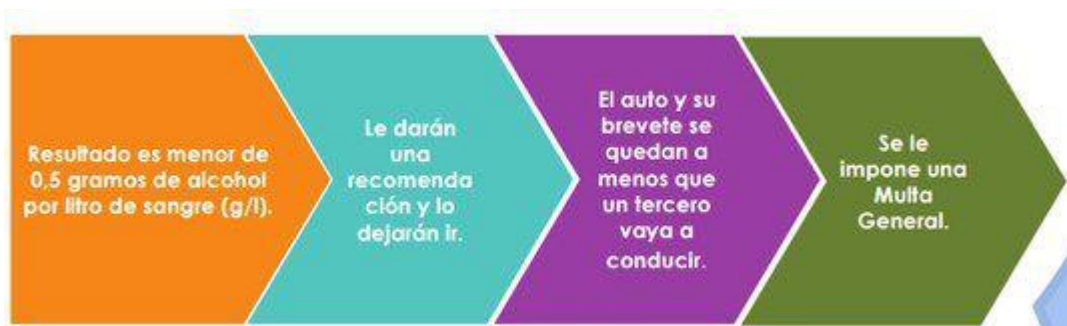 Resultado es menor de
0,5 gramos de alcohol
por litro de sangre (g/l).
Le darán
una
recomenda
ción y lo
dejarán ir.
El auto y su
brevete se
quedan a
menos que
un tercero
vaya a
conducir.
Se le
impone una
Multa
General.